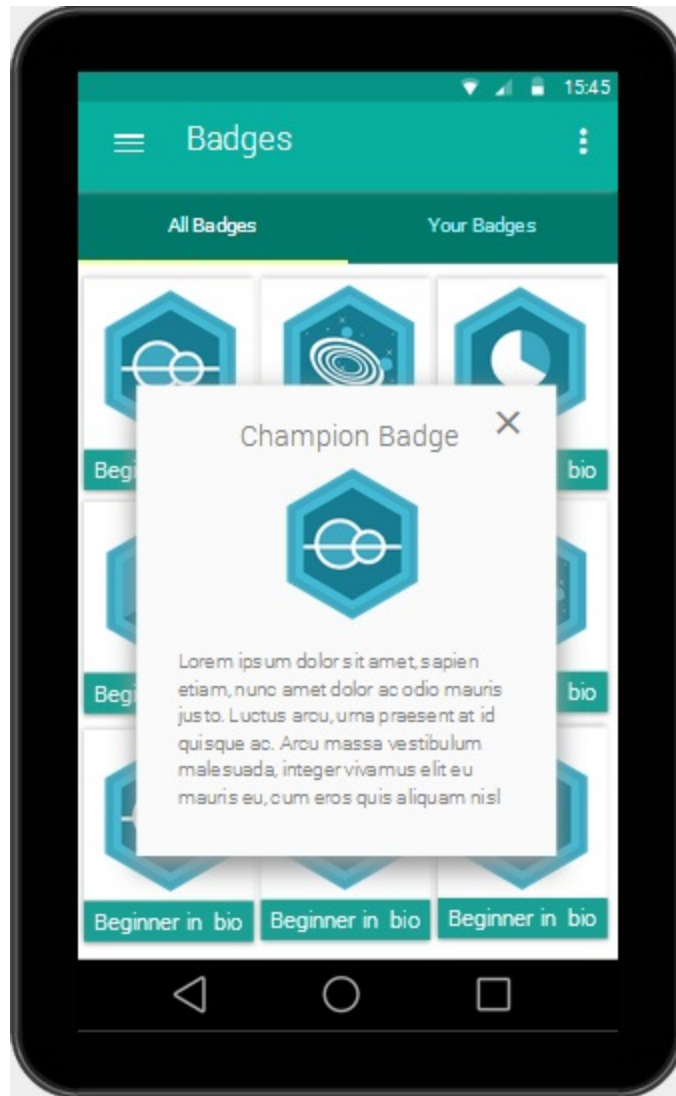 15:45
Badges
All Badges
Your Badges
Champion Badge
Begi
bio
Lorem ipsum dolor sit amet, sapien
etiam, nunc amet dolor ac odio mauris
justo. Luctus arcu, urna praesent at id
quisque ac. Arcu massa vestibulum
malesuada, integer vivamus elit eu
mauris eu, cum eros quis aliquam nisl
Begi
bio
Beginner in bio
Beginner in bio
Beginner in bio